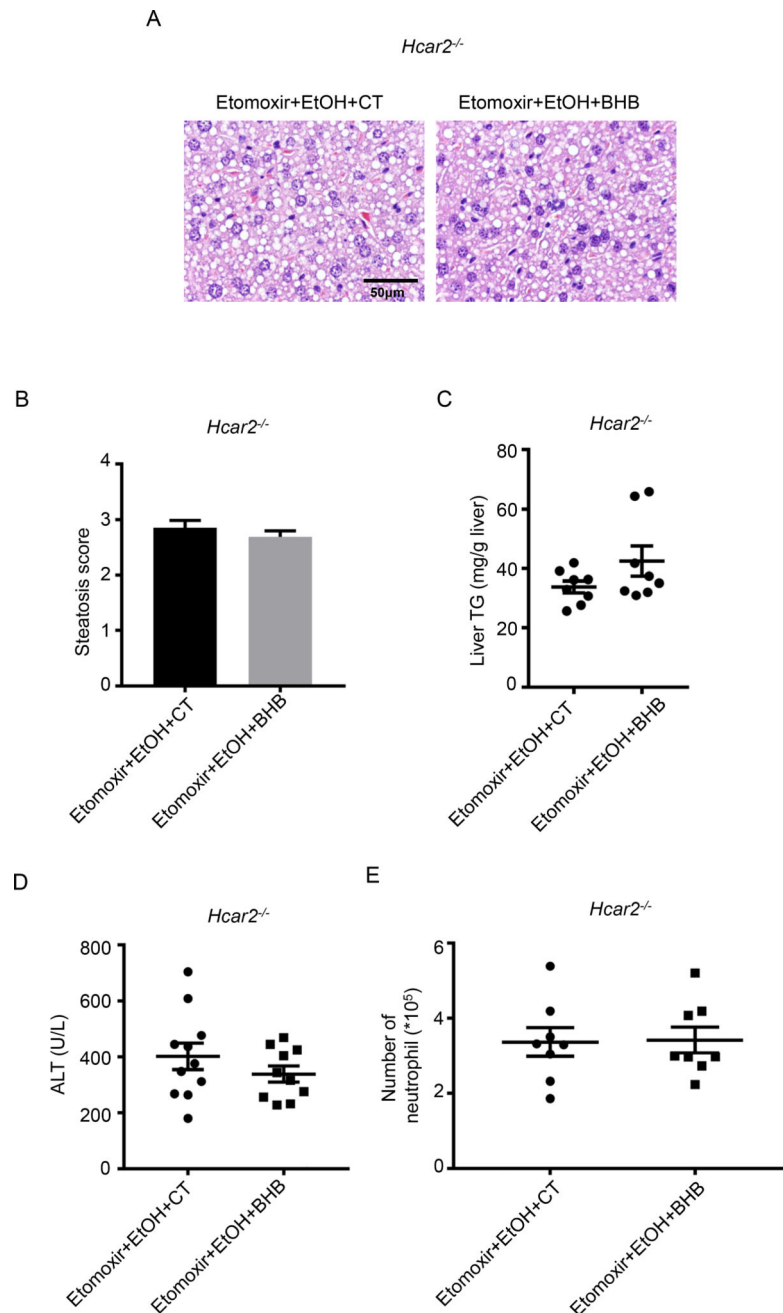 A
Hcar2-/-
Etomoxir+EtOH+CT
Etomoxir+EtOH+BHB
50μm
B
Hcar2-/-
Steatosis score
4
3
2
1
0
Etomoxir+EtOH+CT
Etomoxir+EtOH+BHB
C
Hcar2-/-
Liver TG (mg/g liver)
80
60
40
20
0
Etomoxir+EtOH+CT
Etomoxir+EtOH+BHB
D
Hcar2-/-
ALT (U/L)
800
600
400
200
0
Etomoxir+EtOH+CT
Etomoxir+EtOH+BHB
E
Hcar2-/-
Number of
neutrophil (*10⁵)
6
4
2
0
Etomoxir+EtOH+CT
Etomoxir+EtOH+BHB